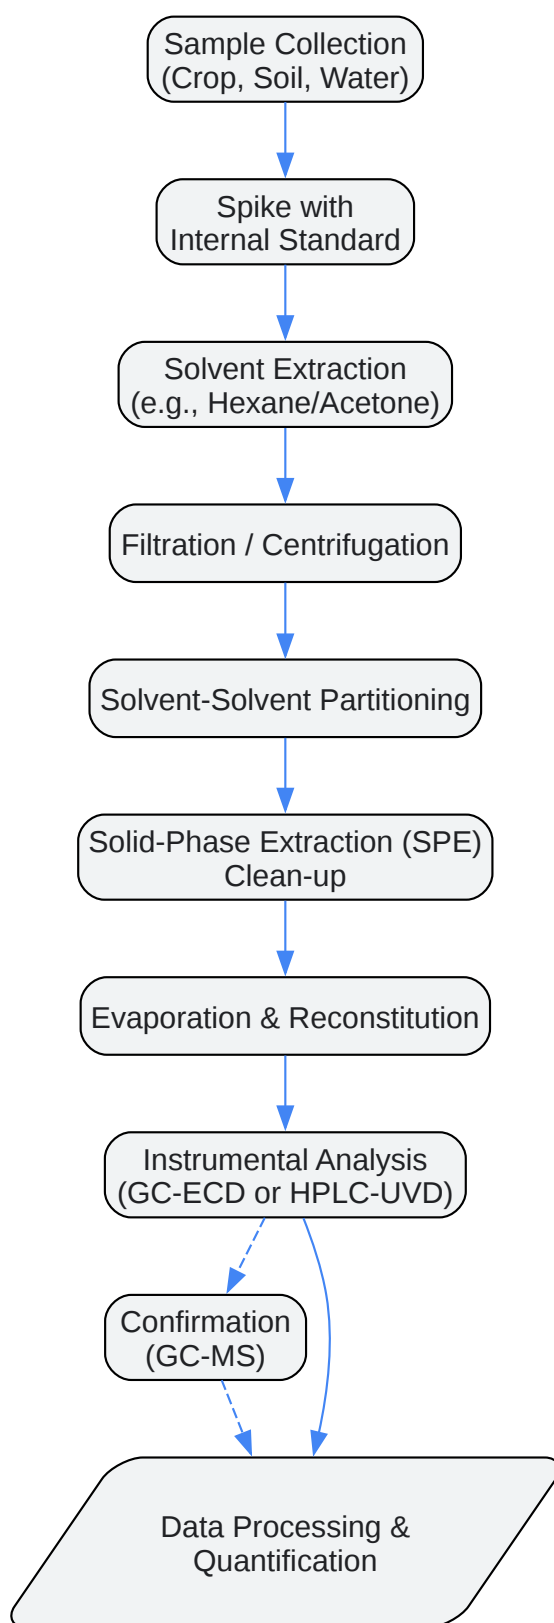 Sample Collection
(Crop, Soil, Water)
Spike with
Internal Standard
Solvent Extraction
(e.g., Hexane/Acetone)
Filtration / Centrifugation
Solvent-Solvent Partitioning
Solid-Phase Extraction (SPE)
Clean-up
Evaporation & Reconstitution
Instrumental Analysis
(GC-ECD or HPLC-UVD)
Confirmation
(GC-MS)
Data Processing &
Quantification